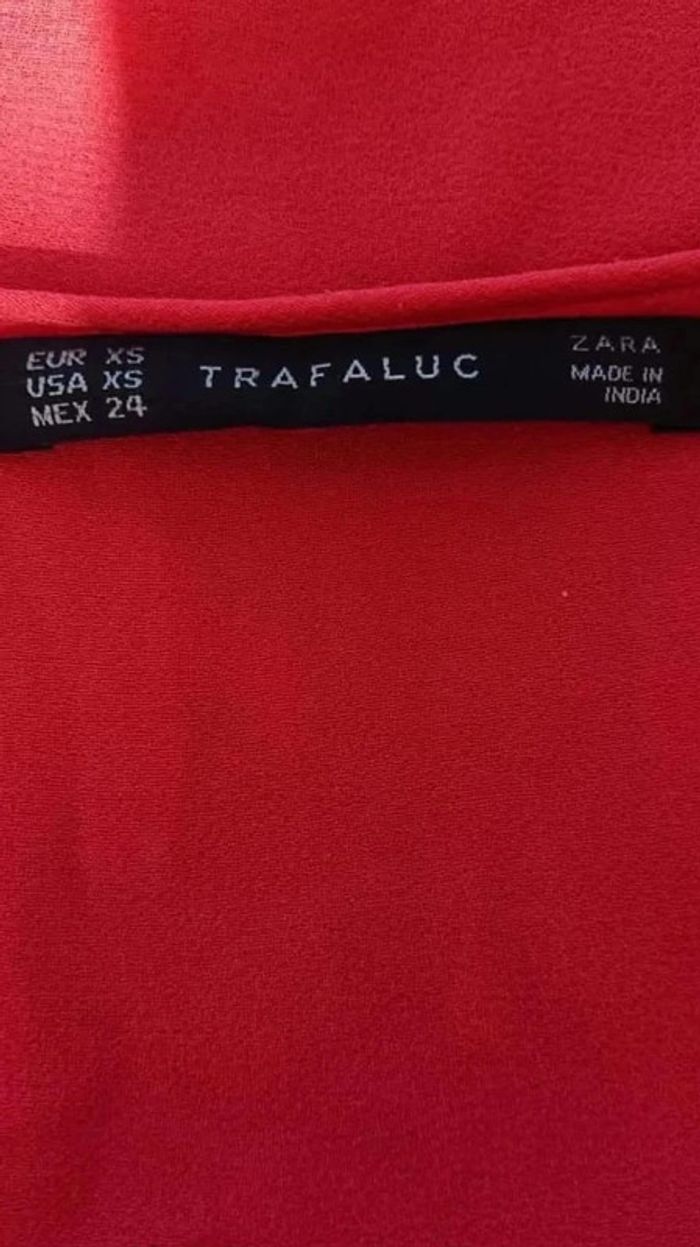 EUR XS
USA XS
MEX 24
TRAFALUC
ZARA
MADE IN
INDIA